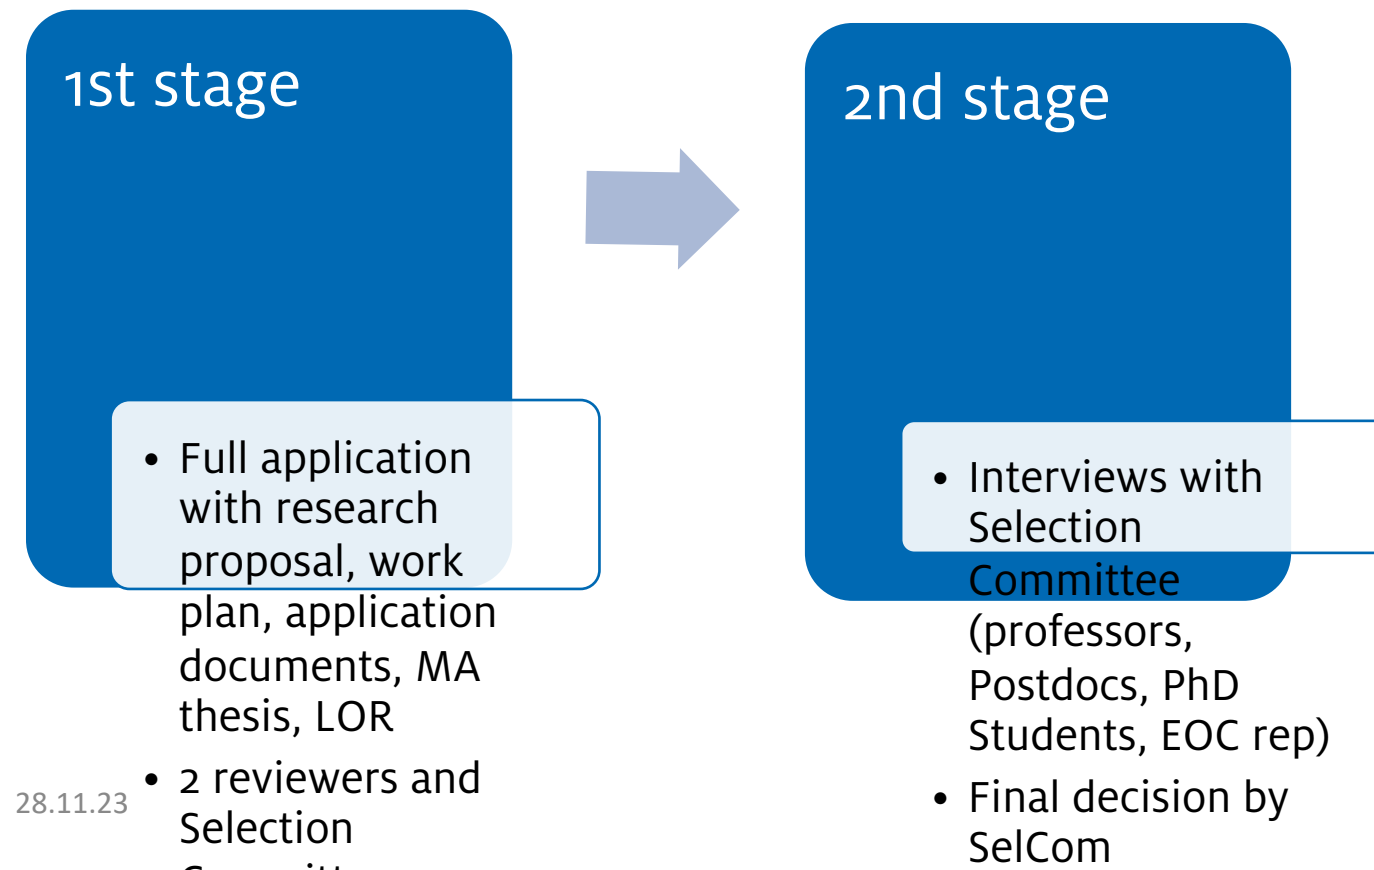 1st stage
• Full application
with research
proposal, work
plan, application
documents, MA
thesis, LOR
• 2 reviewers and
Selection
2nd stage
• Interviews with
Selection
Committee
(professors,
Postdocs, PhD
Students, EOC rep)
• Final decision by
SelCom
28.11.23